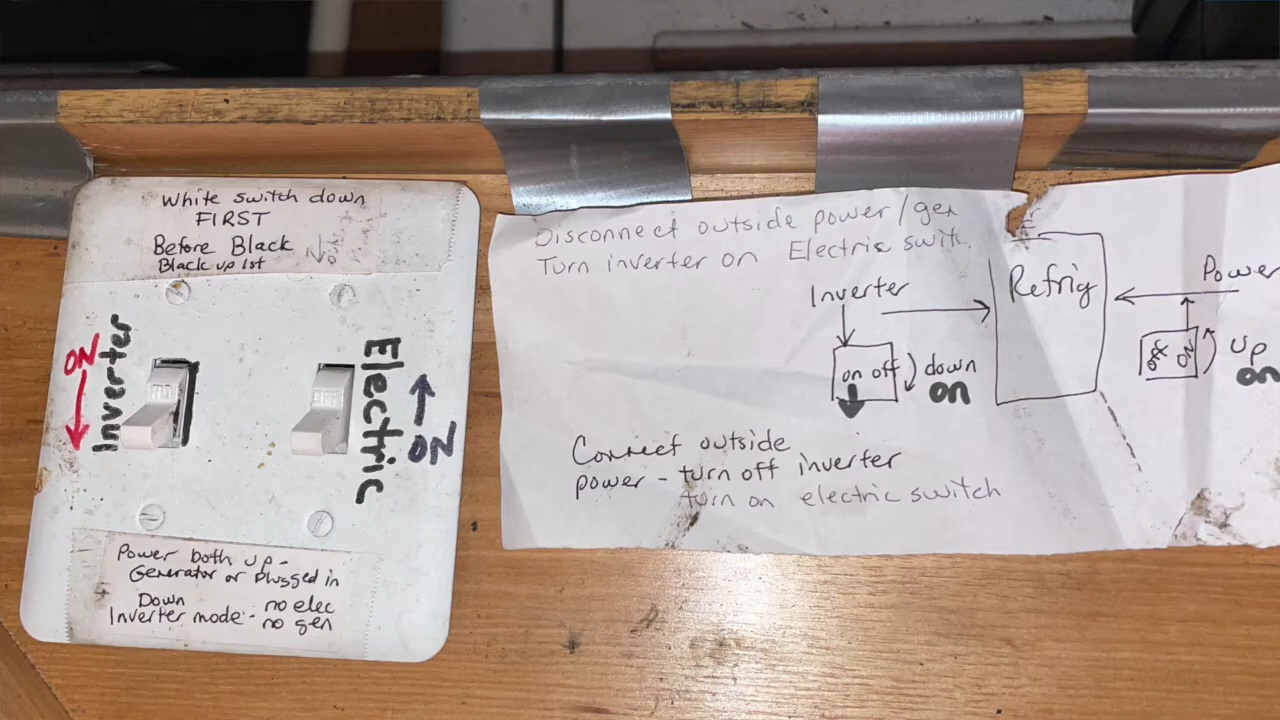 White switch down
FIRST
Before Black
Black up 1st
ON
Inverter
OFF
Electric
ON
Power both up -
Generator or plugged in
Down
Inverter mode - no elec
no gen
Disconnect outside power/gen
Turn inverter on Electric
Inverter
on off
down
on
Refrig
Power
off ON
up
on
Connect outside
power - turn off inverter
turn on electric switch